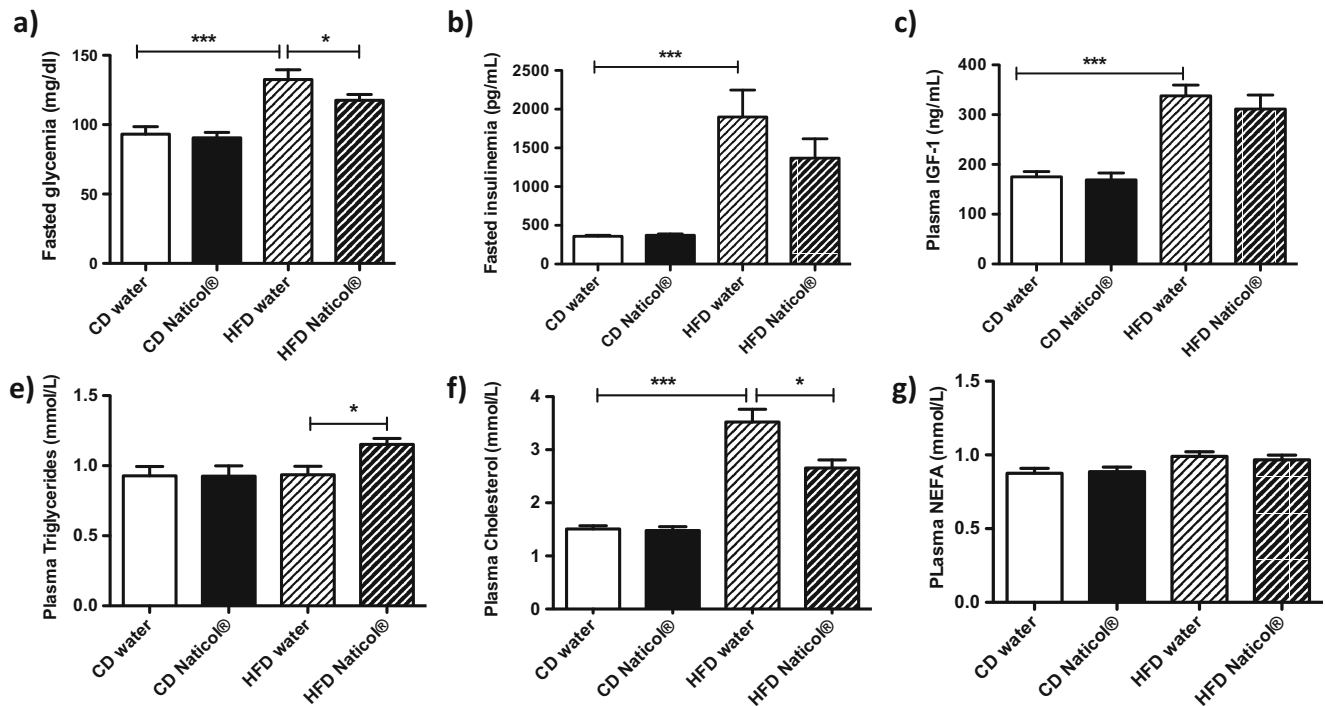 a)
Fasted glycemia (mg/dl)
150
100
50
0
***
*
CD water
CD Naticol®
HFD water
HFD Naticol®
b)
Fasted insulinemia (pg/mL)
2500
2000
1500
1000
500
0
***
CD water
CD Naticol®
HFD water
HFD Naticol®
c)
Plasma IGF-1 (ng/mL)
400
300
200
100
0
***
CD water
CD Naticol®
HFD water
HFD Naticol®
e)
Plasma Triglycerides (mmol/L)
1.5
1.0
0.5
0.0
*
CD water
CD Naticol®
HFD water
HFD Naticol®
f)
Plasma Cholesterol (mmol/L)
4
3
2
1
0
***
*
CD water
CD Naticol®
HFD water
HFD Naticol®
g)
PLasma NEFA (mmol/L)
1.5
1.0
0.5
0.0
CD water
CD Naticol®
HFD water
HFD Naticol®